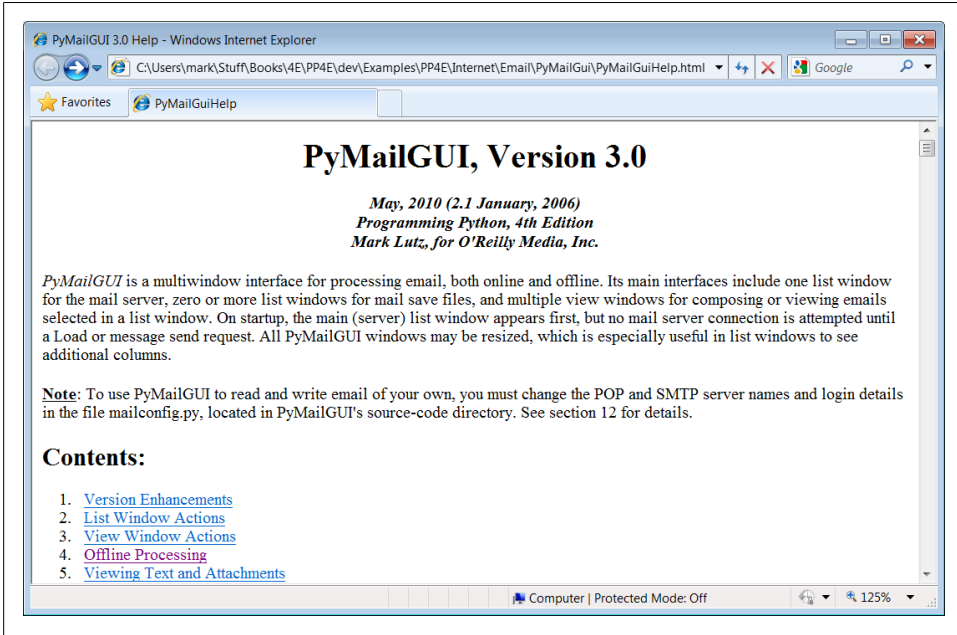 PyMailGUI 3.0 Help - Windows Internet Explorer
C:\Users\mark\Stuff\Books\4E\PP4E\dev\Examples\PP4E\Internet\Email\PyMailGui\PyMailGuiHelp.html
Google
Favorites
PyMailGuiHelp
PyMailGUI, Version 3.0
May, 2010 (2.1 January, 2006)
Programming Python, 4th Edition
Mark Lutz, for O'Reilly Media, Inc.
PyMailGUI is a multiwindow interface for processing email, both online and offline. Its main interfaces include one list window
for the mail server, zero or more list windows for mail save files, and multiple view windows for composing or viewing emails
selected in a list window. On startup, the main (server) list window appears first, but no mail server connection is attempted until
a Load or message send request. All PyMailGUI windows may be resized, which is especially useful in list windows to see
additional columns.
Note: To use PyMailGUI to read and write email of your own, you must change the POP and SMTP server names and login details
in the file mailconfig.py, located in PyMailGUI's source-code directory. See section 12 for details.
Contents:
1. Version Enhancements
2. List Window Actions
3. View Window Actions
4. Offline Processing
5. Viewing Text and Attachments
Computer | Protected Mode: Off
125%